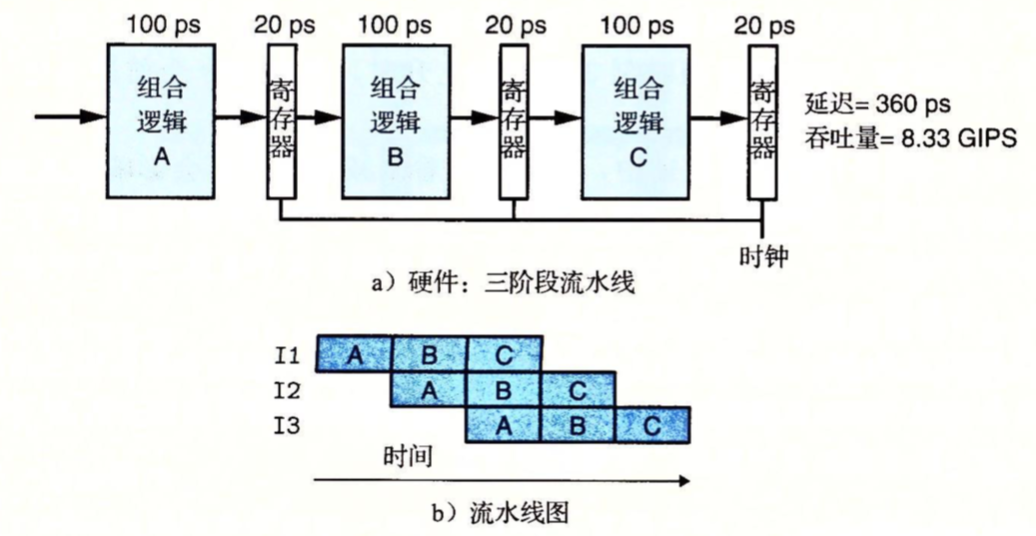 100 ps 20 ps 100 ps 20 ps 100 ps 20 ps
组合
逻辑
A
寄存器
组合
逻辑
B
寄存器
组合
逻辑
C
寄存器
延迟= 360 ps
吞吐量= 8.33 GIPS
时钟
a）硬件：三阶段流水线
I1 A B C
I2 A B C
I3 A B C
时间
b）流水线图